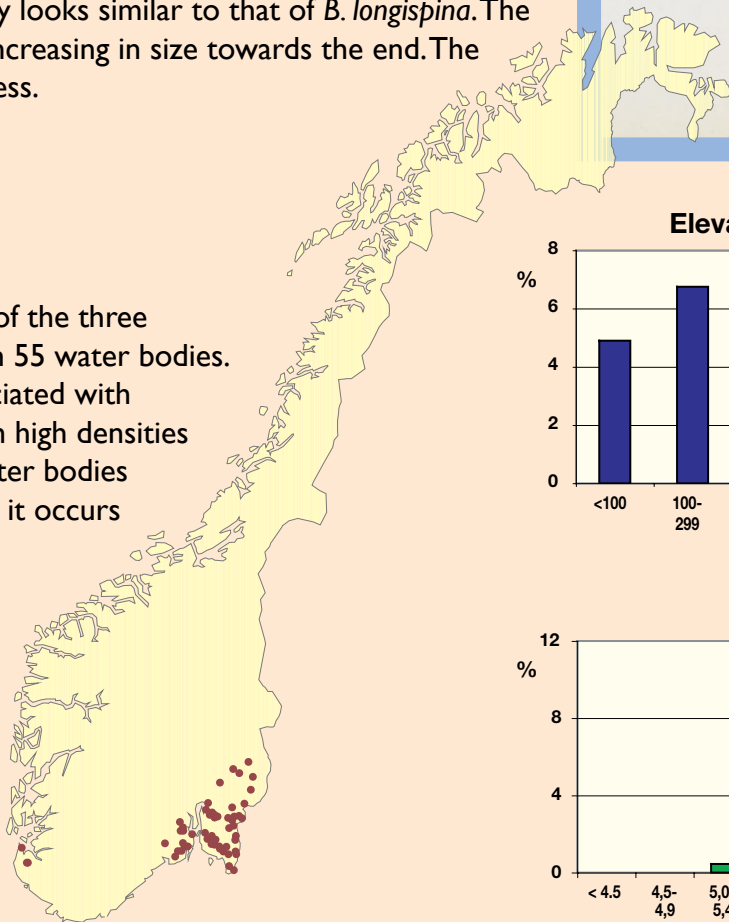 y looks similar to that of B. longispina. The
ncreasing in size towards the end. The
ess.
of the three
n 55 water bodies.
ciated with
n high densities
ter bodies
it occurs
Eleva
%
8
6
4
2
0
<100
100-
299
%
12
8
4
0
< 4.5
4,5-
4,9
5,0
5,4